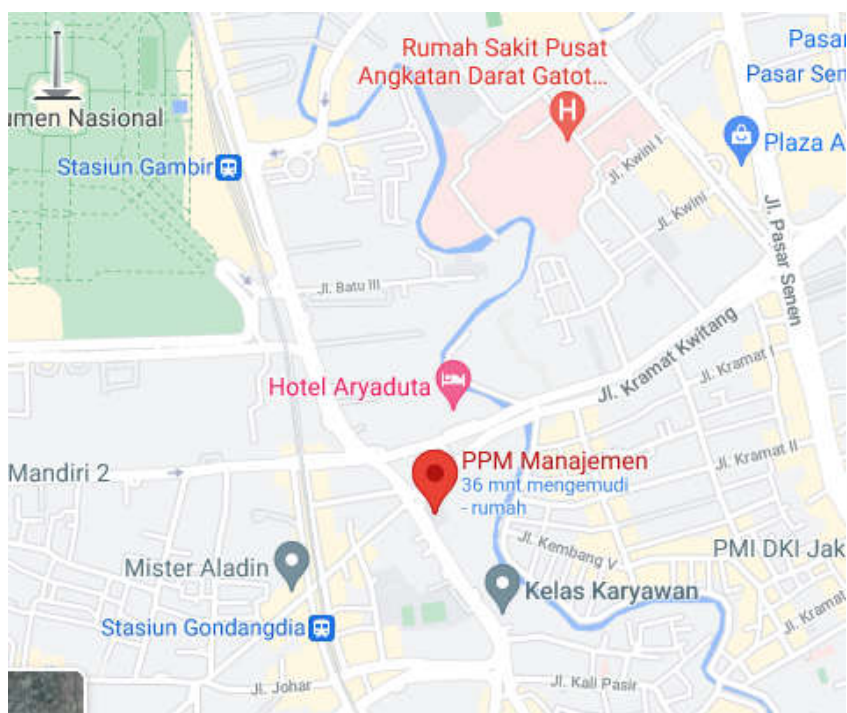 Rumah Sakit Pusat
Angkatan Darat Gatot...
Pasar
Pasar Sen
umen Nasional
Plaza A
Stasiun Gambir
Jl. Kwini I
Jl. Kwini
Jl. Pasar Senen
Jl. Batu III
Jl. Kramat Kwitang
Jl. Kramat I
Hotel Aryaduta
Jl. Kramat II
PPM Manajemen
36 mnt mengemudi
- rumah
Mandiri 2
Jl. Kembang V
PMI DKI Jak
Mister Aladin
Kelas Karyawan
Jl. Kramat
Stasiun Gondangdia
Jl. Johar
Jl. Kali Pasir
H